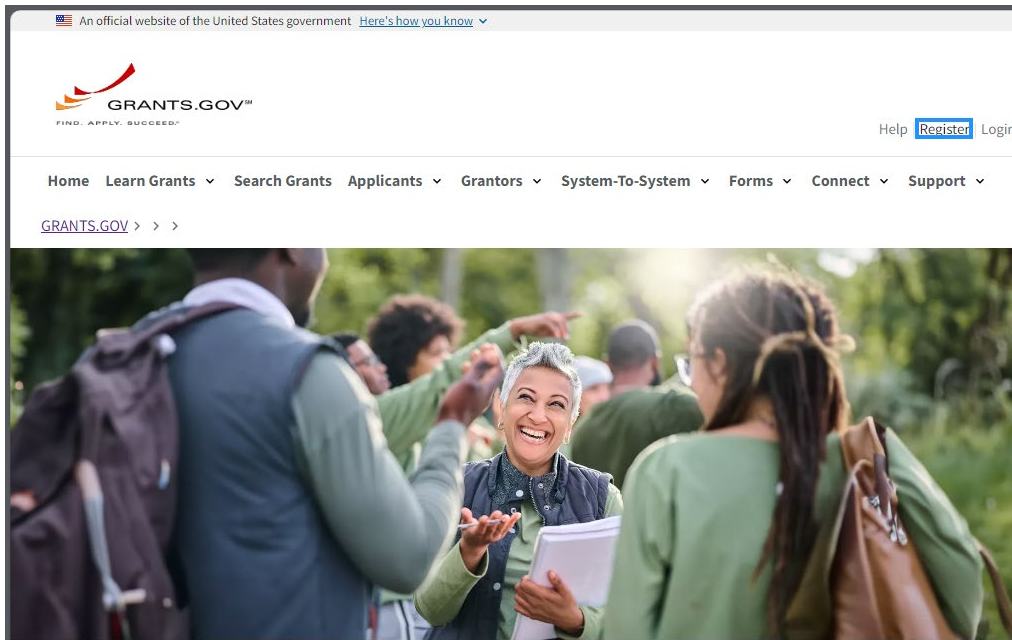 An official website of the United States government Here's how you know
GRANTS.GOV℠
FIND. APPLY. SUCCEED.℠
Help Register Login
Home Learn Grants Search Grants Applicants Grantors System-To-System Forms Connect Support
GRANTS.GOV > > >